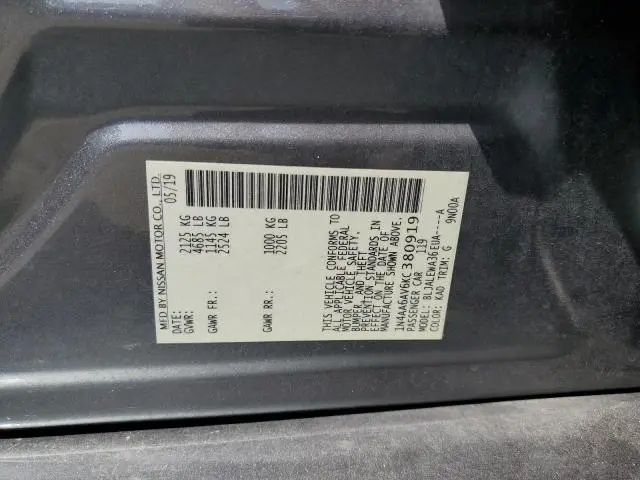 MFD BY NISSAN MOTOR CO., LTD.
05/19
GVWR: 2125 KG
4685 LB
GAWR FR: 1145 KG
2524 LB
GAWR RR: 1000 KG
2205 LB
THIS VEHICLE CONFORMS TO
ALL APPLICABLE FEDERAL
MOTOR VEHICLE SAFETY,
BUMPER, AND THEFT
PREVENTION STANDARDS IN
EFFECT ON THE DATE OF
MANUFACTURE SHOWN ABOVE.
1N4AA6AV6KC380919
PASSENGER CAR 119
MODEL: BLJALEWA36EUA----A
COLOR: KAD TRIM: G 9N00A